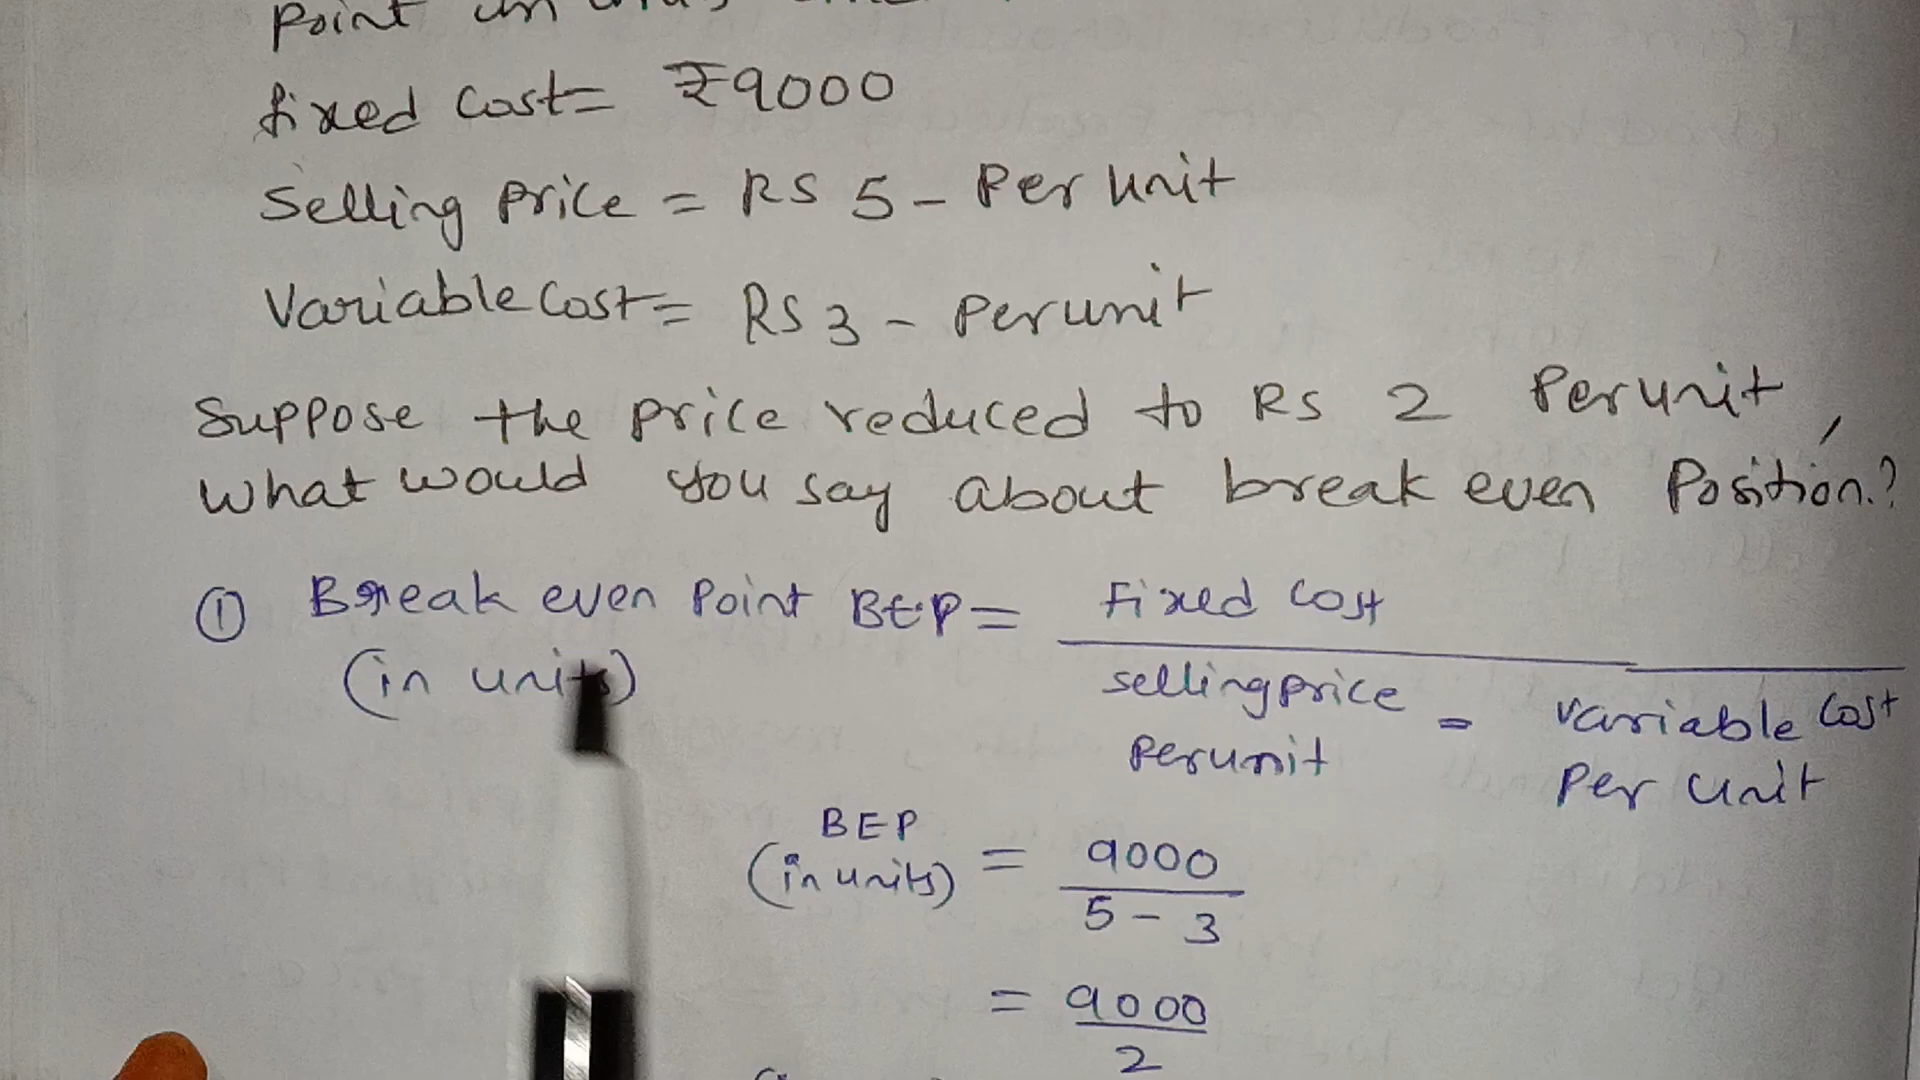 Point in
fixed Cost= ₹9000
Selling Price = RS 5 - Per Unit
Variable Cost= RS 3 - Per unit
Suppose the price reduced to RS 2 Per unit,
What would you say about break even Position.?
① Break even Point BEP= Fixed Cost
(in units) selling price per unit - variable Cost Per Unit
BEP
(in units) = 9000
5 - 3
= 9000
2